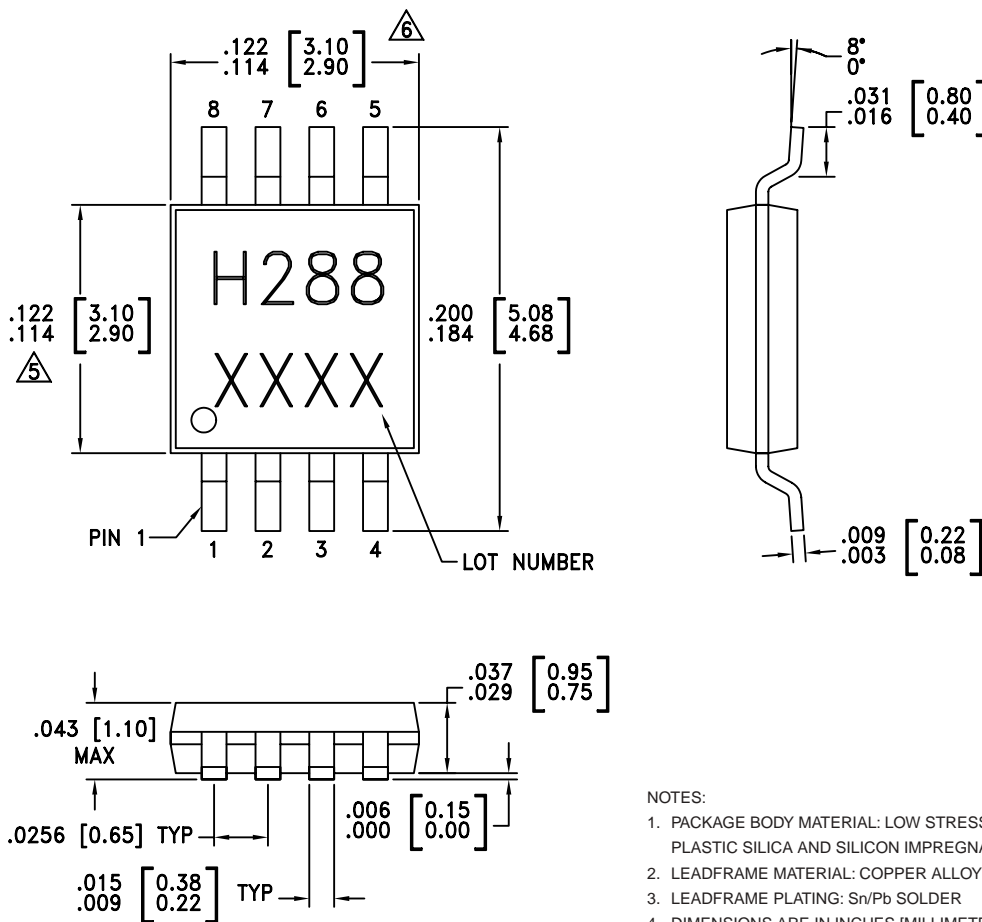 .122 [3.10]
.114 [2.90]
6
8 7 6 5
8°
0°
.031 [0.80]
.016 [0.40]
H288
XXXX
.122 [3.10]
.114 [2.90]
5
.200 [5.08]
.184 [4.68]
PIN 1
1 2 3 4
LOT NUMBER
.009 [0.22]
.003 [0.08]
.037 [0.95]
.029 [0.75]
.043 [1.10]
MAX
.006 [0.15]
.000 [0.00]
.0256 [0.65] TYP
.015 [0.38]
.009 [0.22]
TYP
NOTES:
1. PACKAGE BODY MATERIAL: LOW STRESS
PLASTIC SILICA AND SILICON IMPREGNA
2. LEADFRAME MATERIAL: COPPER ALLOY
3. LEADFRAME PLATING: Sn/Pb SOLDER